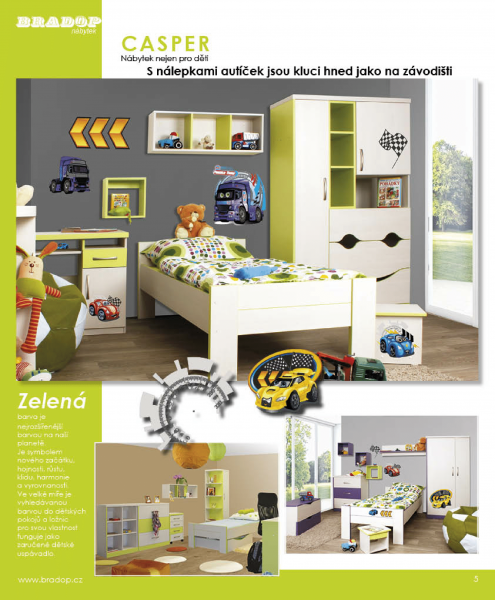 BRADOP
nábytek
CASPER
Nábytek nejen pro děti
S nálepkami autíček jsou kluci hned jako na závodišti
POHÁDKY
Zelená
barva je
nejrozšířenější
barvou na naší
planetě.
Je symbolem
nového začátku,
hojnosti, růstu,
klidu, harmonie
a vyrovnanosti.
Ve velké míře je
vyhledávanou
barvou do dětských
pokojů a ložnic
pro svou vlastnost
funguje jako
zaručené dětské
uspávadlo.
www.bradop.cz
5